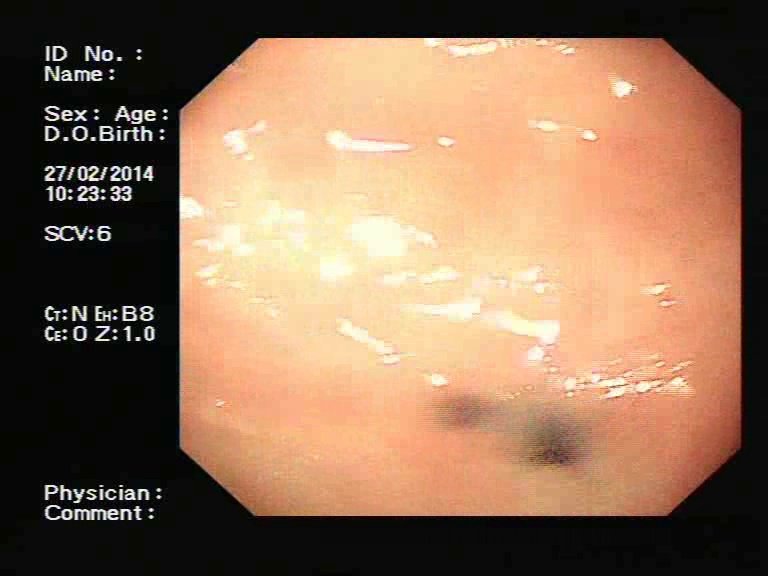 ID No. :
Name:
Sex: Age:
D.O.Birth:
27/02/2014
10:23:33
SCV:6
CT:N EH:B8
CE:0 Z:1.0
Physician:
Comment: